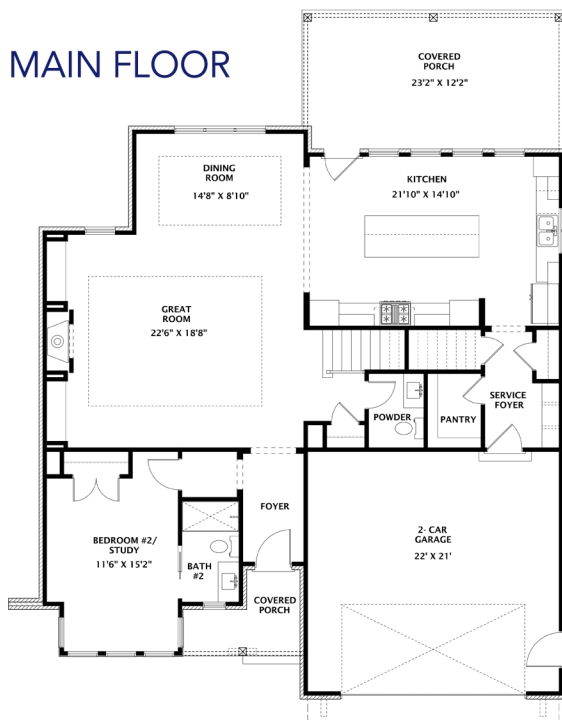 MAIN FLOOR
COVERED
PORCH
23'2" X 12'2"
DINING
ROOM
14'8" X 8'10"
KITCHEN
21'10" X 14'10"
GREAT
ROOM
22'6" X 18'8"
POWDER
PANTRY
SERVICE
FOYER
BEDROOM #2/
STUDY
11'6" X 15'2"
BATH
#2
FOYER
COVERED
PORCH
2- CAR
GARAGE
22' X 21'